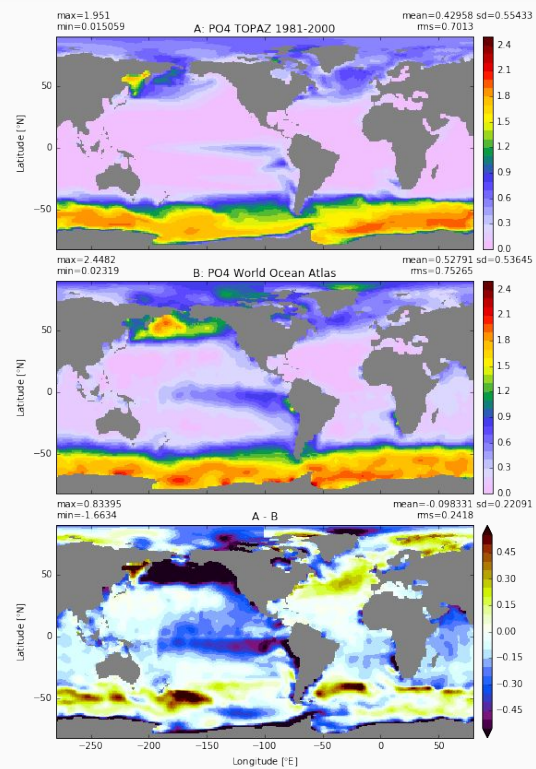 max=1.951
min=0.015059
A: PO4 TOPAZ 1981-2000
mean=0.42958 sd=0.55433
rms=0.7013
Latitude [°N]
50
0
−50
2.4
2.1
1.8
1.5
1.2
0.9
0.6
0.3
0.0
max=2.4482
min=0.02319
B: PO4 World Ocean Atlas
mean=0.52791 sd=0.53645
rms=0.75265
Latitude [°N]
50
0
−50
2.4
2.1
1.8
1.5
1.2
0.9
0.6
0.3
0.0
max=0.83395
min=-1.6634
A - B
mean=-0.098331 sd=0.22091
rms=0.2418
Latitude [°N]
50
0
−50
0.45
0.30
0.15
0.00
−0.15
−0.30
−0.45
−250 −200 −150 −100 −50 0 50
Longitude [°E]